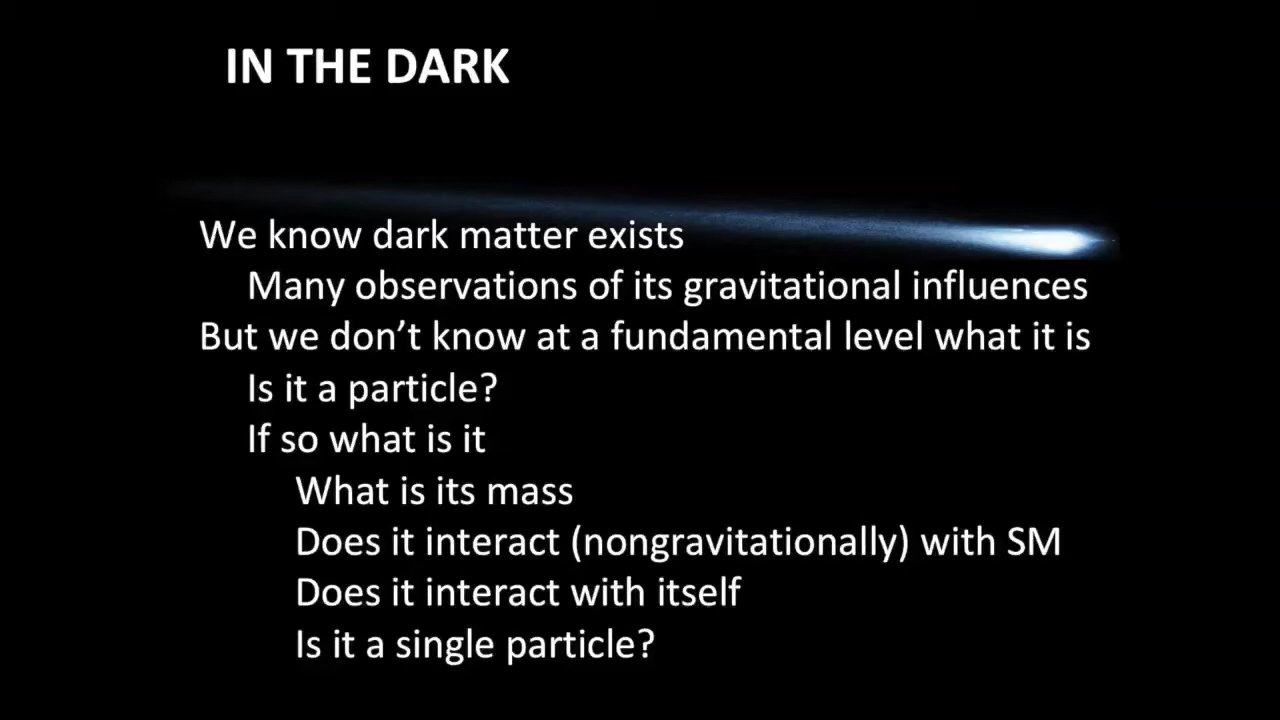 IN THE DARK
We know dark matter exists
Many observations of its gravitational influences
But we don’t know at a fundamental level what it is
Is it a particle?
If so what is it
What is its mass
Does it interact (nongravitationally) with SM
Does it interact with itself
Is it a single particle?